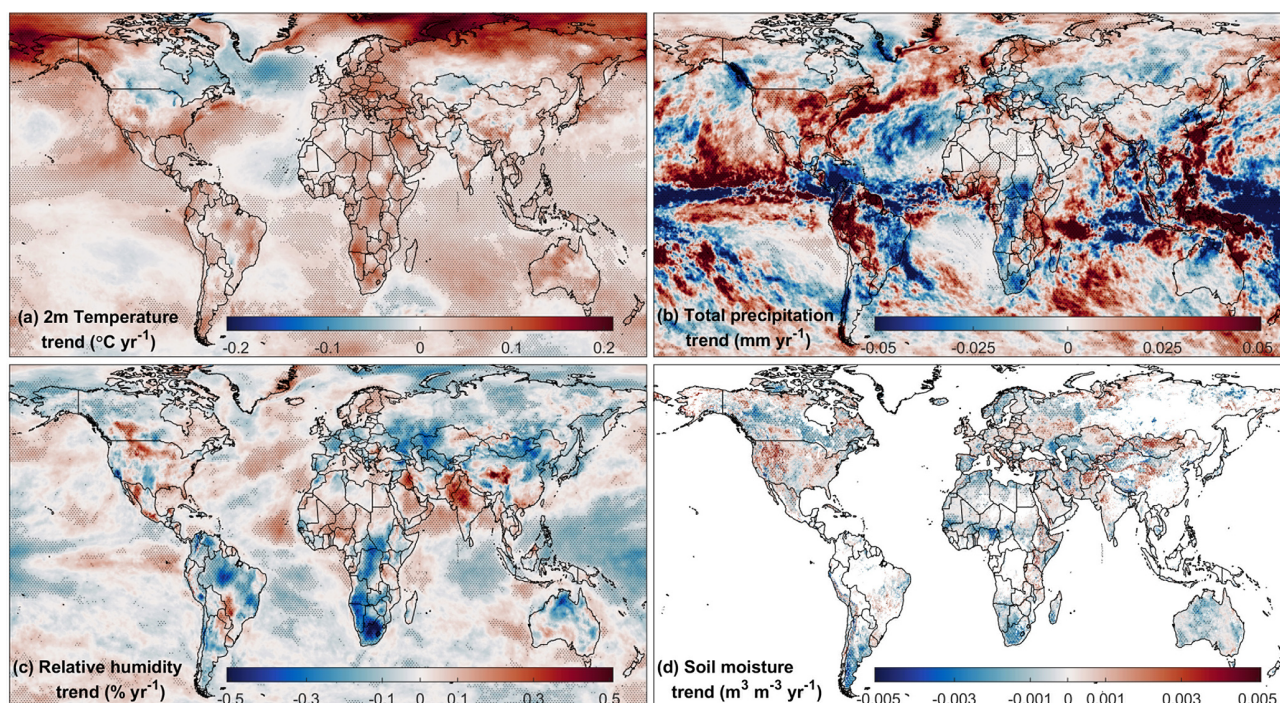 (a) 2m Temperature
trend (°C yr⁻¹)
-0.2 -0.1 0 0.1 0.2
(b) Total precipitation
trend (mm yr⁻¹)
-0.05 -0.025 0 0.025 0.05
(c) Relative humidity
trend (% yr⁻¹)
-0.5 -0.3 -0.1 0 0.1 0.3 0.5
(d) Soil moisture
trend (m³ m⁻³ yr⁻¹)
-0.005 -0.003 -0.001 0 0.001 0.003 0.005